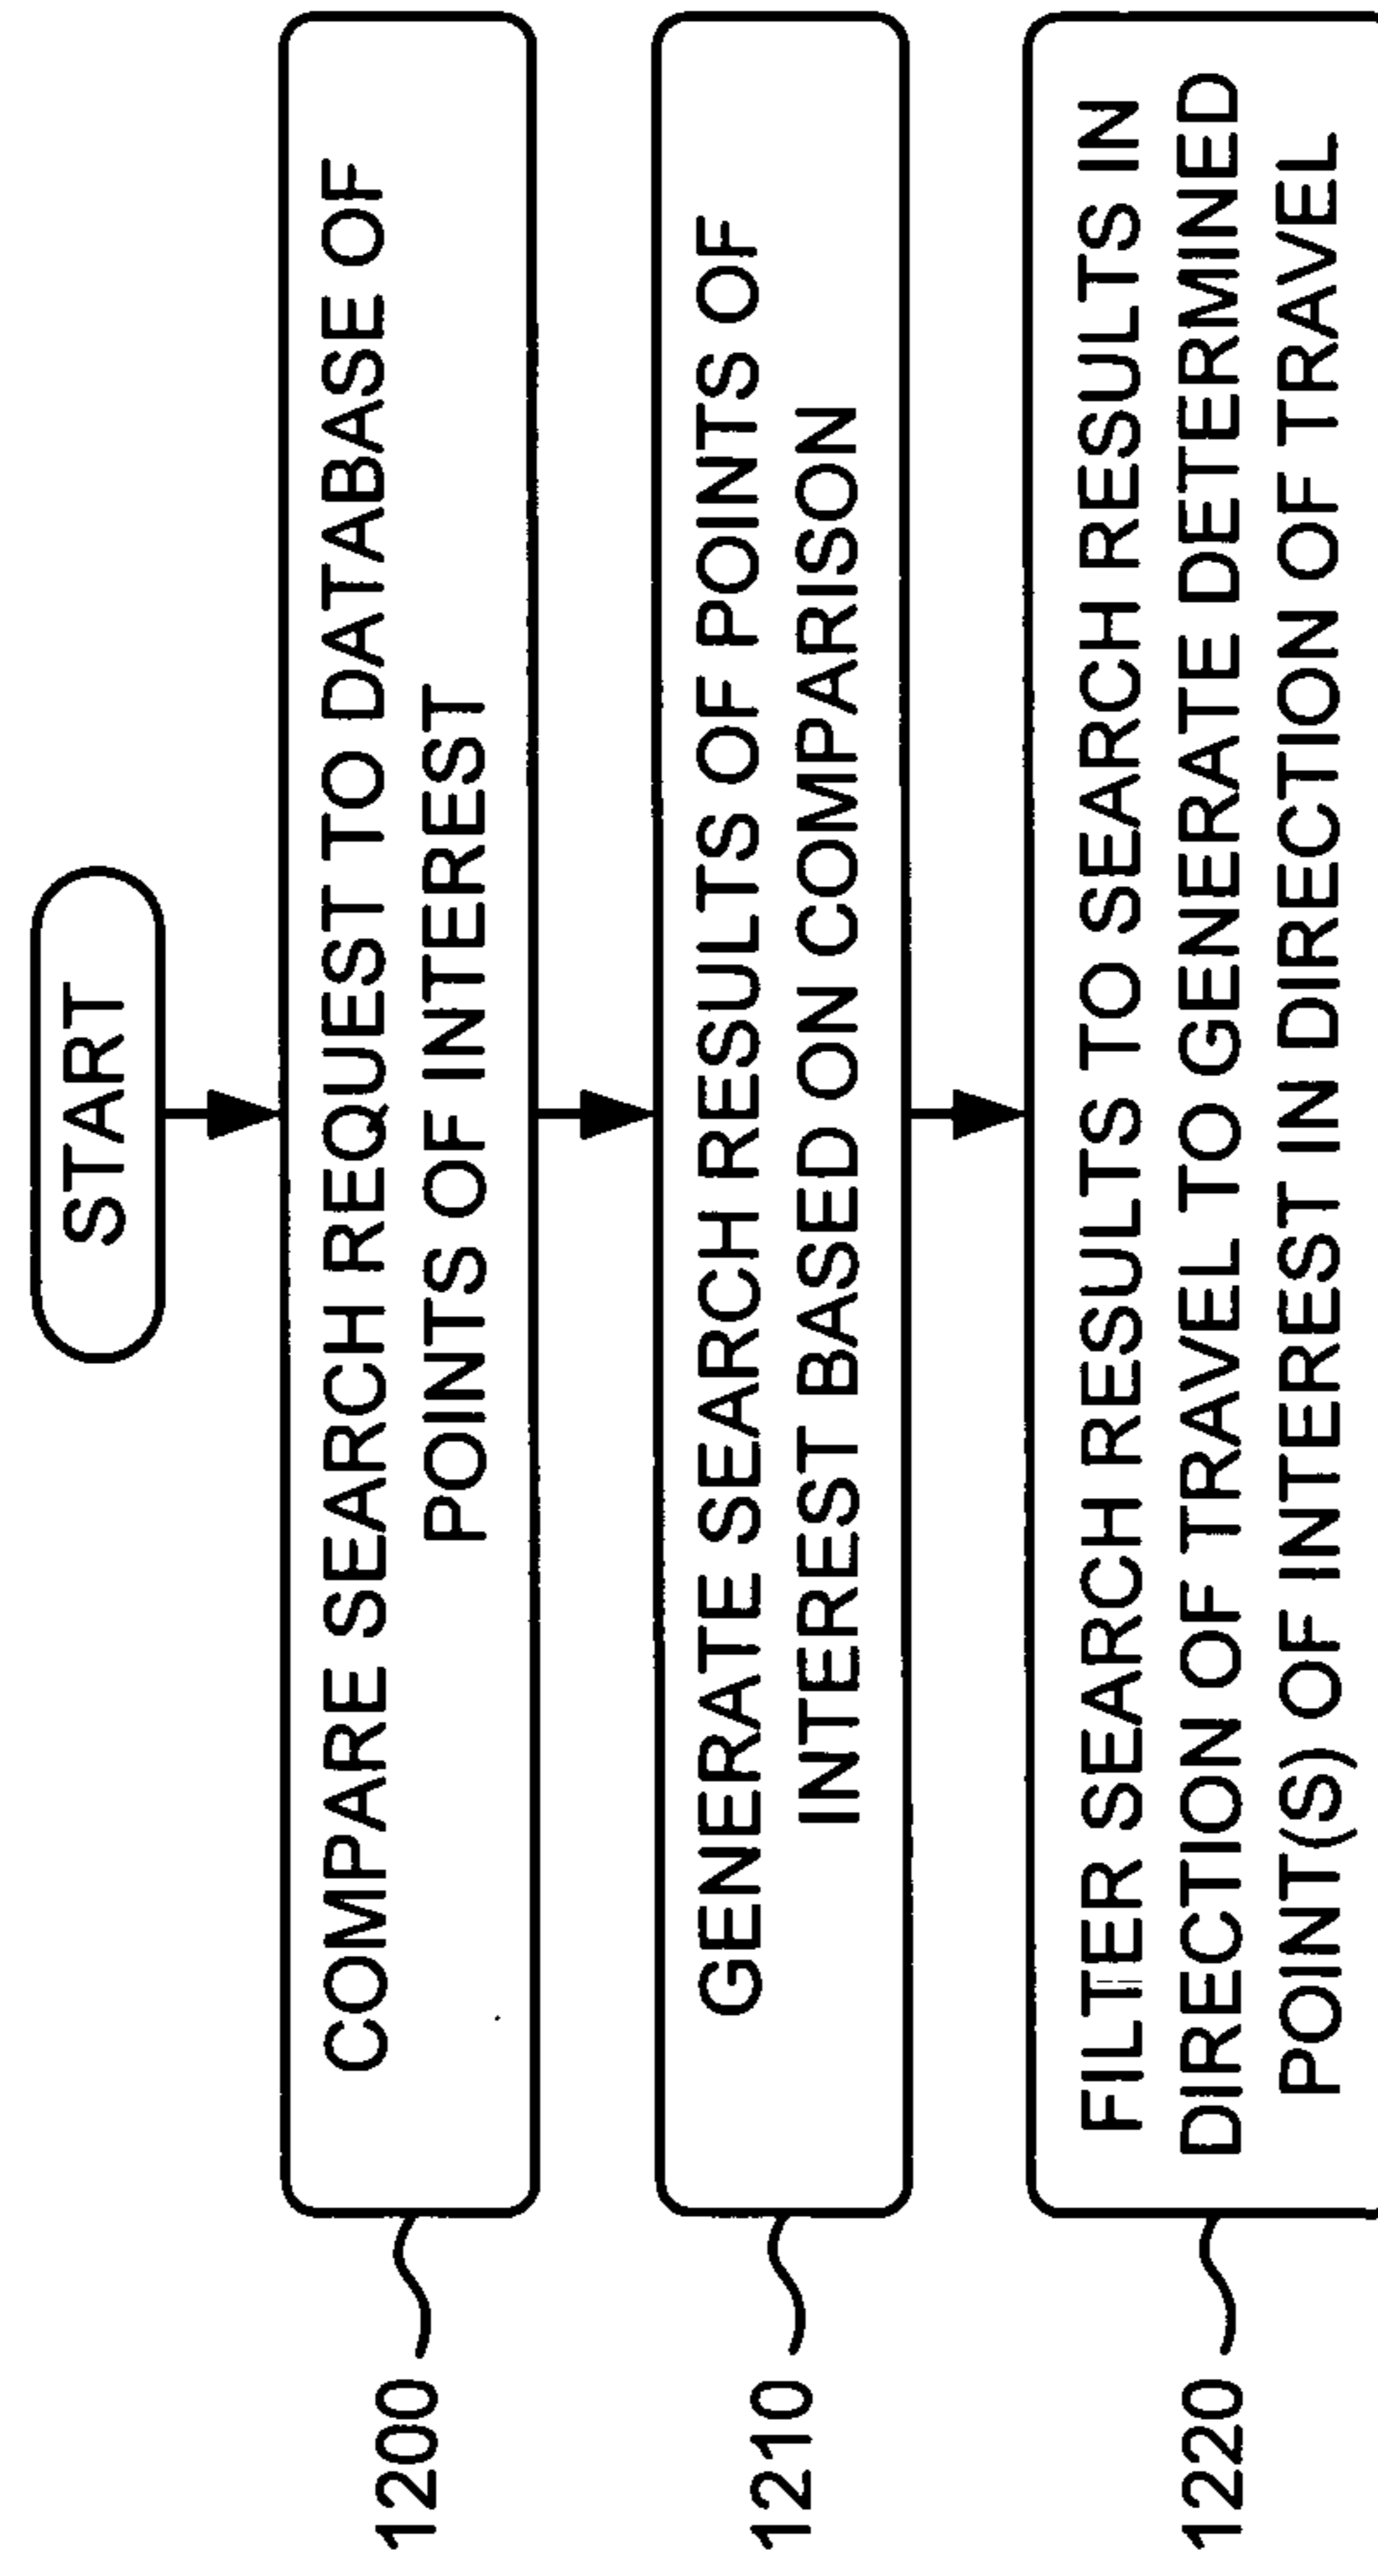 START
COMPARE SEARCH REQUEST TO DATABASE OF
POINTS OF INTEREST
1200
GENERATE SEARCH RESULTS OF POINTS OF
INTEREST BASED ON COMPARISON
1210
FILTER SEARCH RESULTS TO SEARCH RESULTS IN
DIRECTION OF TRAVEL TO GENERATE DETERMINED
POINT(S) OF INTEREST IN DIRECTION OF TRAVEL
1220